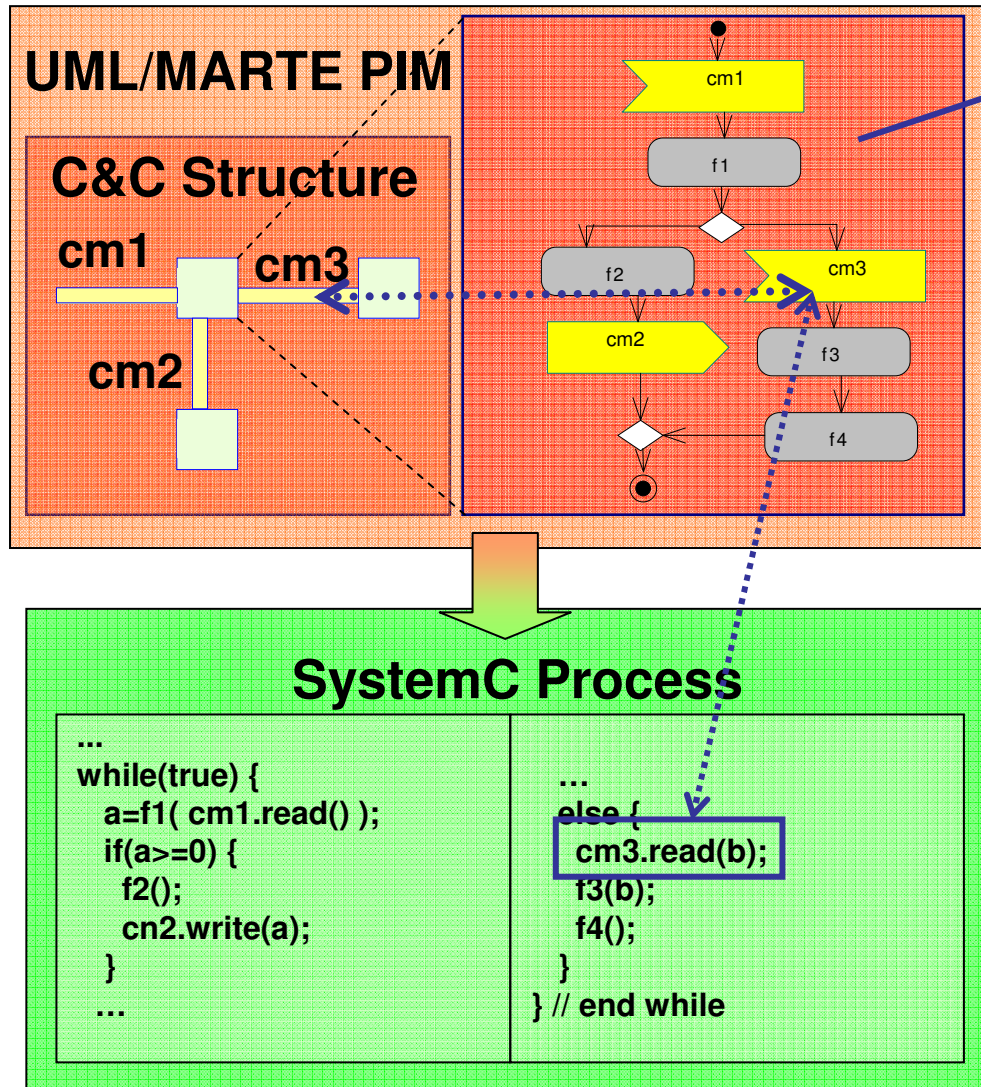 UML/MARTE PIM
C&C Structure
cm1
cm3
cm2
cm1
f1
f2
cm3
cm2
f3
f4
SystemC Process
...
while(true) {
a=f1( cm1.read() );
if(a>=0) {
f2();
cn2.write(a);
}
…
…
else {
cm3.read(b);
f3(b);
f4();
}
} // end while